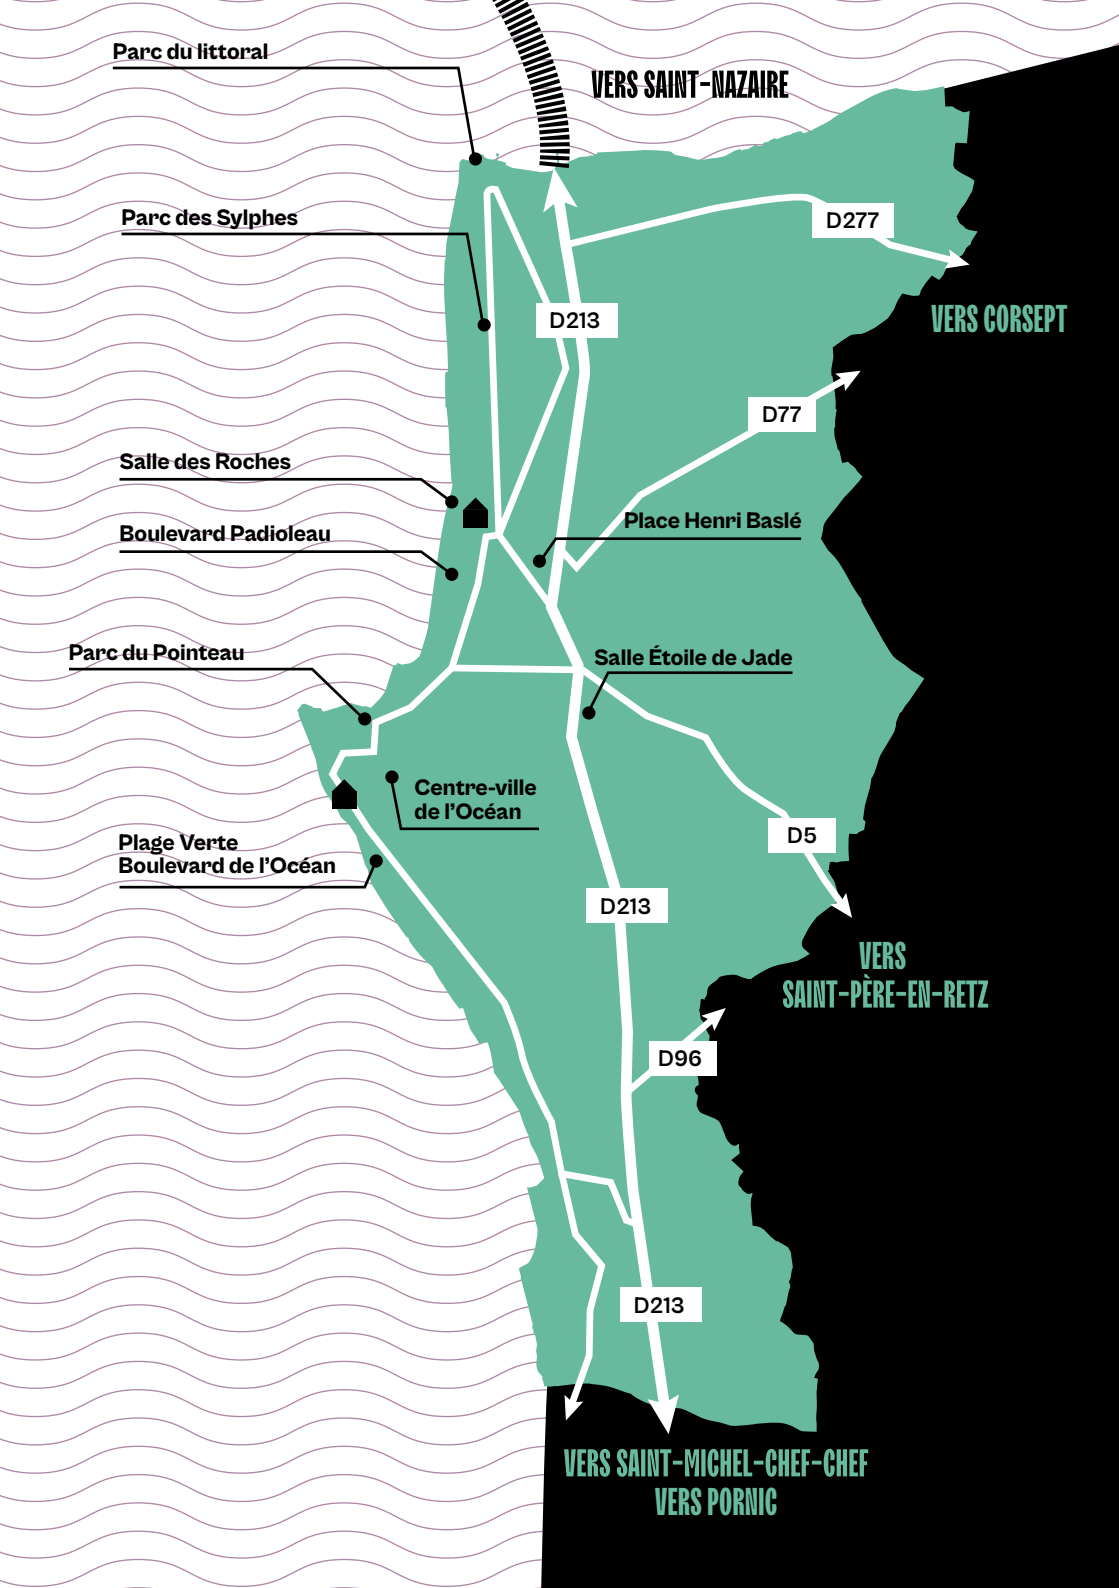 Parc du littoral
VERS SAINT-NAZAIRE
Parc des Sylphes
D277
VERS CORSEPT
D213
D77
Salle des Roches
Place Henri Baslé
Boulevard Padioleau
Parc du Pointeau
Salle Étoile de Jade
Centre-ville
de l’Océan
Plage Verte
Boulevard de l’Océan
D5
D213
VERS
SAINT-PÈRE-EN-RETZ
D96
D213
VERS SAINT-MICHEL-CHEF-CHEF
VERS PORNIC